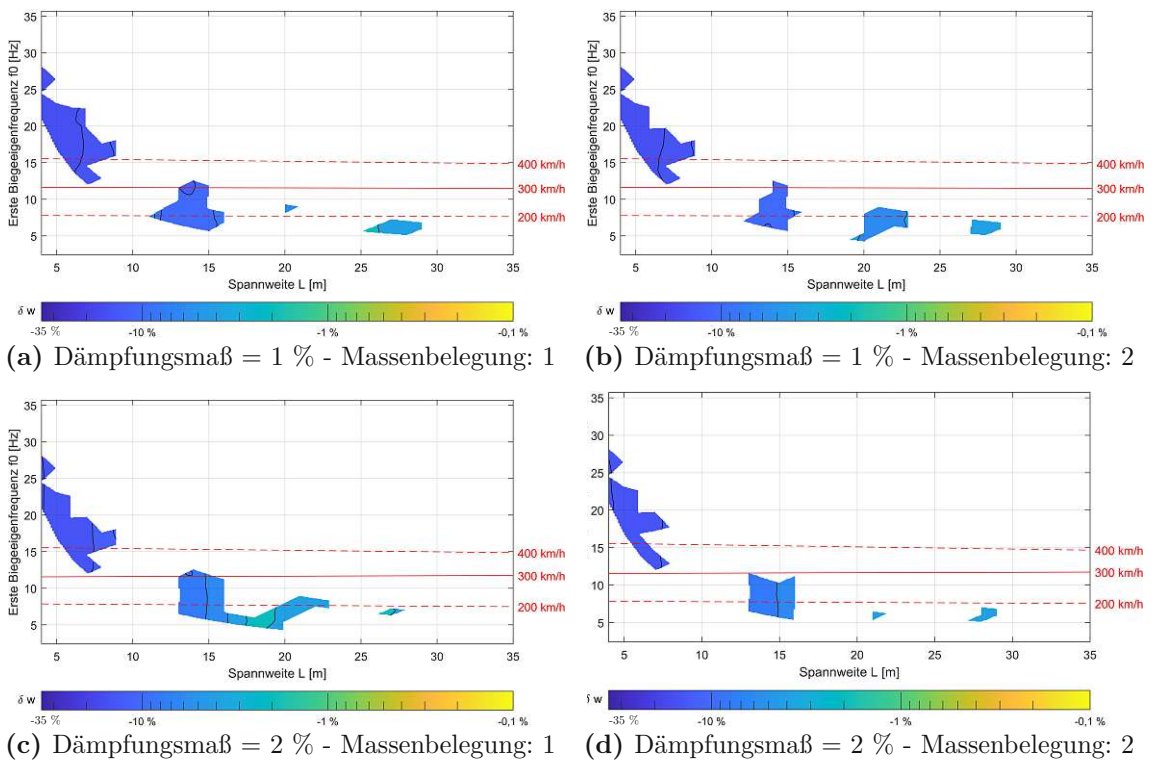 35
30
25
20
15
10
5
Erste Biegeeigenfrequenz f0 [Hz]
400 km/h
300 km/h
200 km/h
5 10 15 20 25 30 35
Spannweite L [m]
δ w
-35 % -10 % -1 % -0,1 %
(a) Dämpfungsmaß = 1 % - Massenbelegung: 1
35
30
25
20
15
10
5
Erste Biegeeigenfrequenz f0 [Hz]
400 km/h
300 km/h
200 km/h
5 10 15 20 25 30 35
Spannweite L [m]
δ w
-35 % -10 % -1 % -0,1 %
(b) Dämpfungsmaß = 1 % - Massenbelegung: 2
35
30
25
20
15
10
5
Erste Biegeeigenfrequenz f0 [Hz]
400 km/h
300 km/h
200 km/h
5 10 15 20 25 30 35
Spannweite L [m]
δ w
-35 % -10 % -1 % -0,1 %
(c) Dämpfungsmaß = 2 % - Massenbelegung: 1
35
30
25
20
15
10
5
400 km/h
300 km/h
200 km/h
5 10 15 20 25 30 35
Spannweite L [m]
δ w
-35 % -10 % -1 % -0,1 %
(d) Dämpfungsmaß = 2 % - Massenbelegung: 2